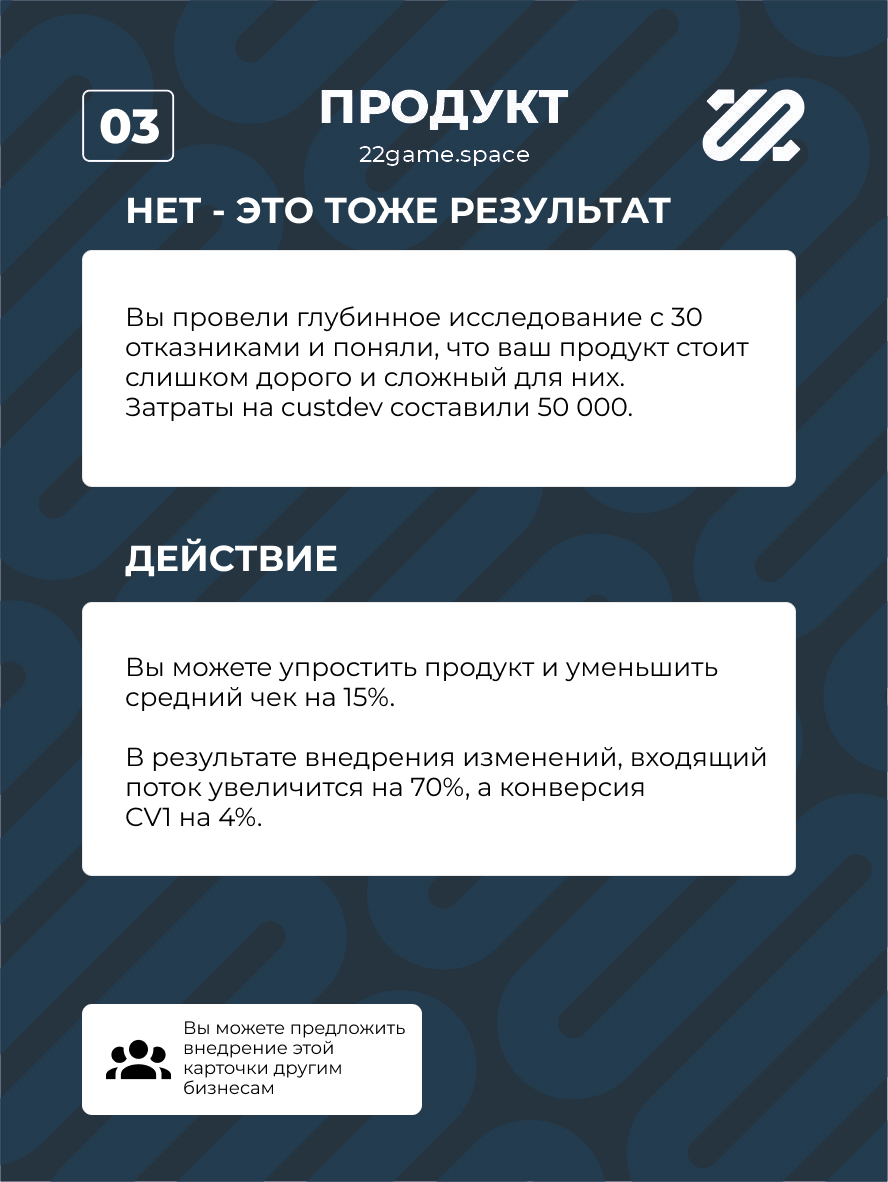 03
ПРОДУКТ
22game.space
НЕТ - ЭТО ТОЖЕ РЕЗУЛЬТАТ
Вы провели глубинное исследование с 30
отказниками и поняли, что ваш продукт стоит
слишком дорого и сложный для них.
Затраты на custdev составили 50 000.
ДЕЙСТВИЕ
Вы можете упростить продукт и уменьшить
средний чек на 15%.
В результате внедрения изменений, входящий
поток увеличится на 70%, а конверсия
CV1 на 4%.
Вы можете предложить
внедрение этой
карточки другим
бизнесам